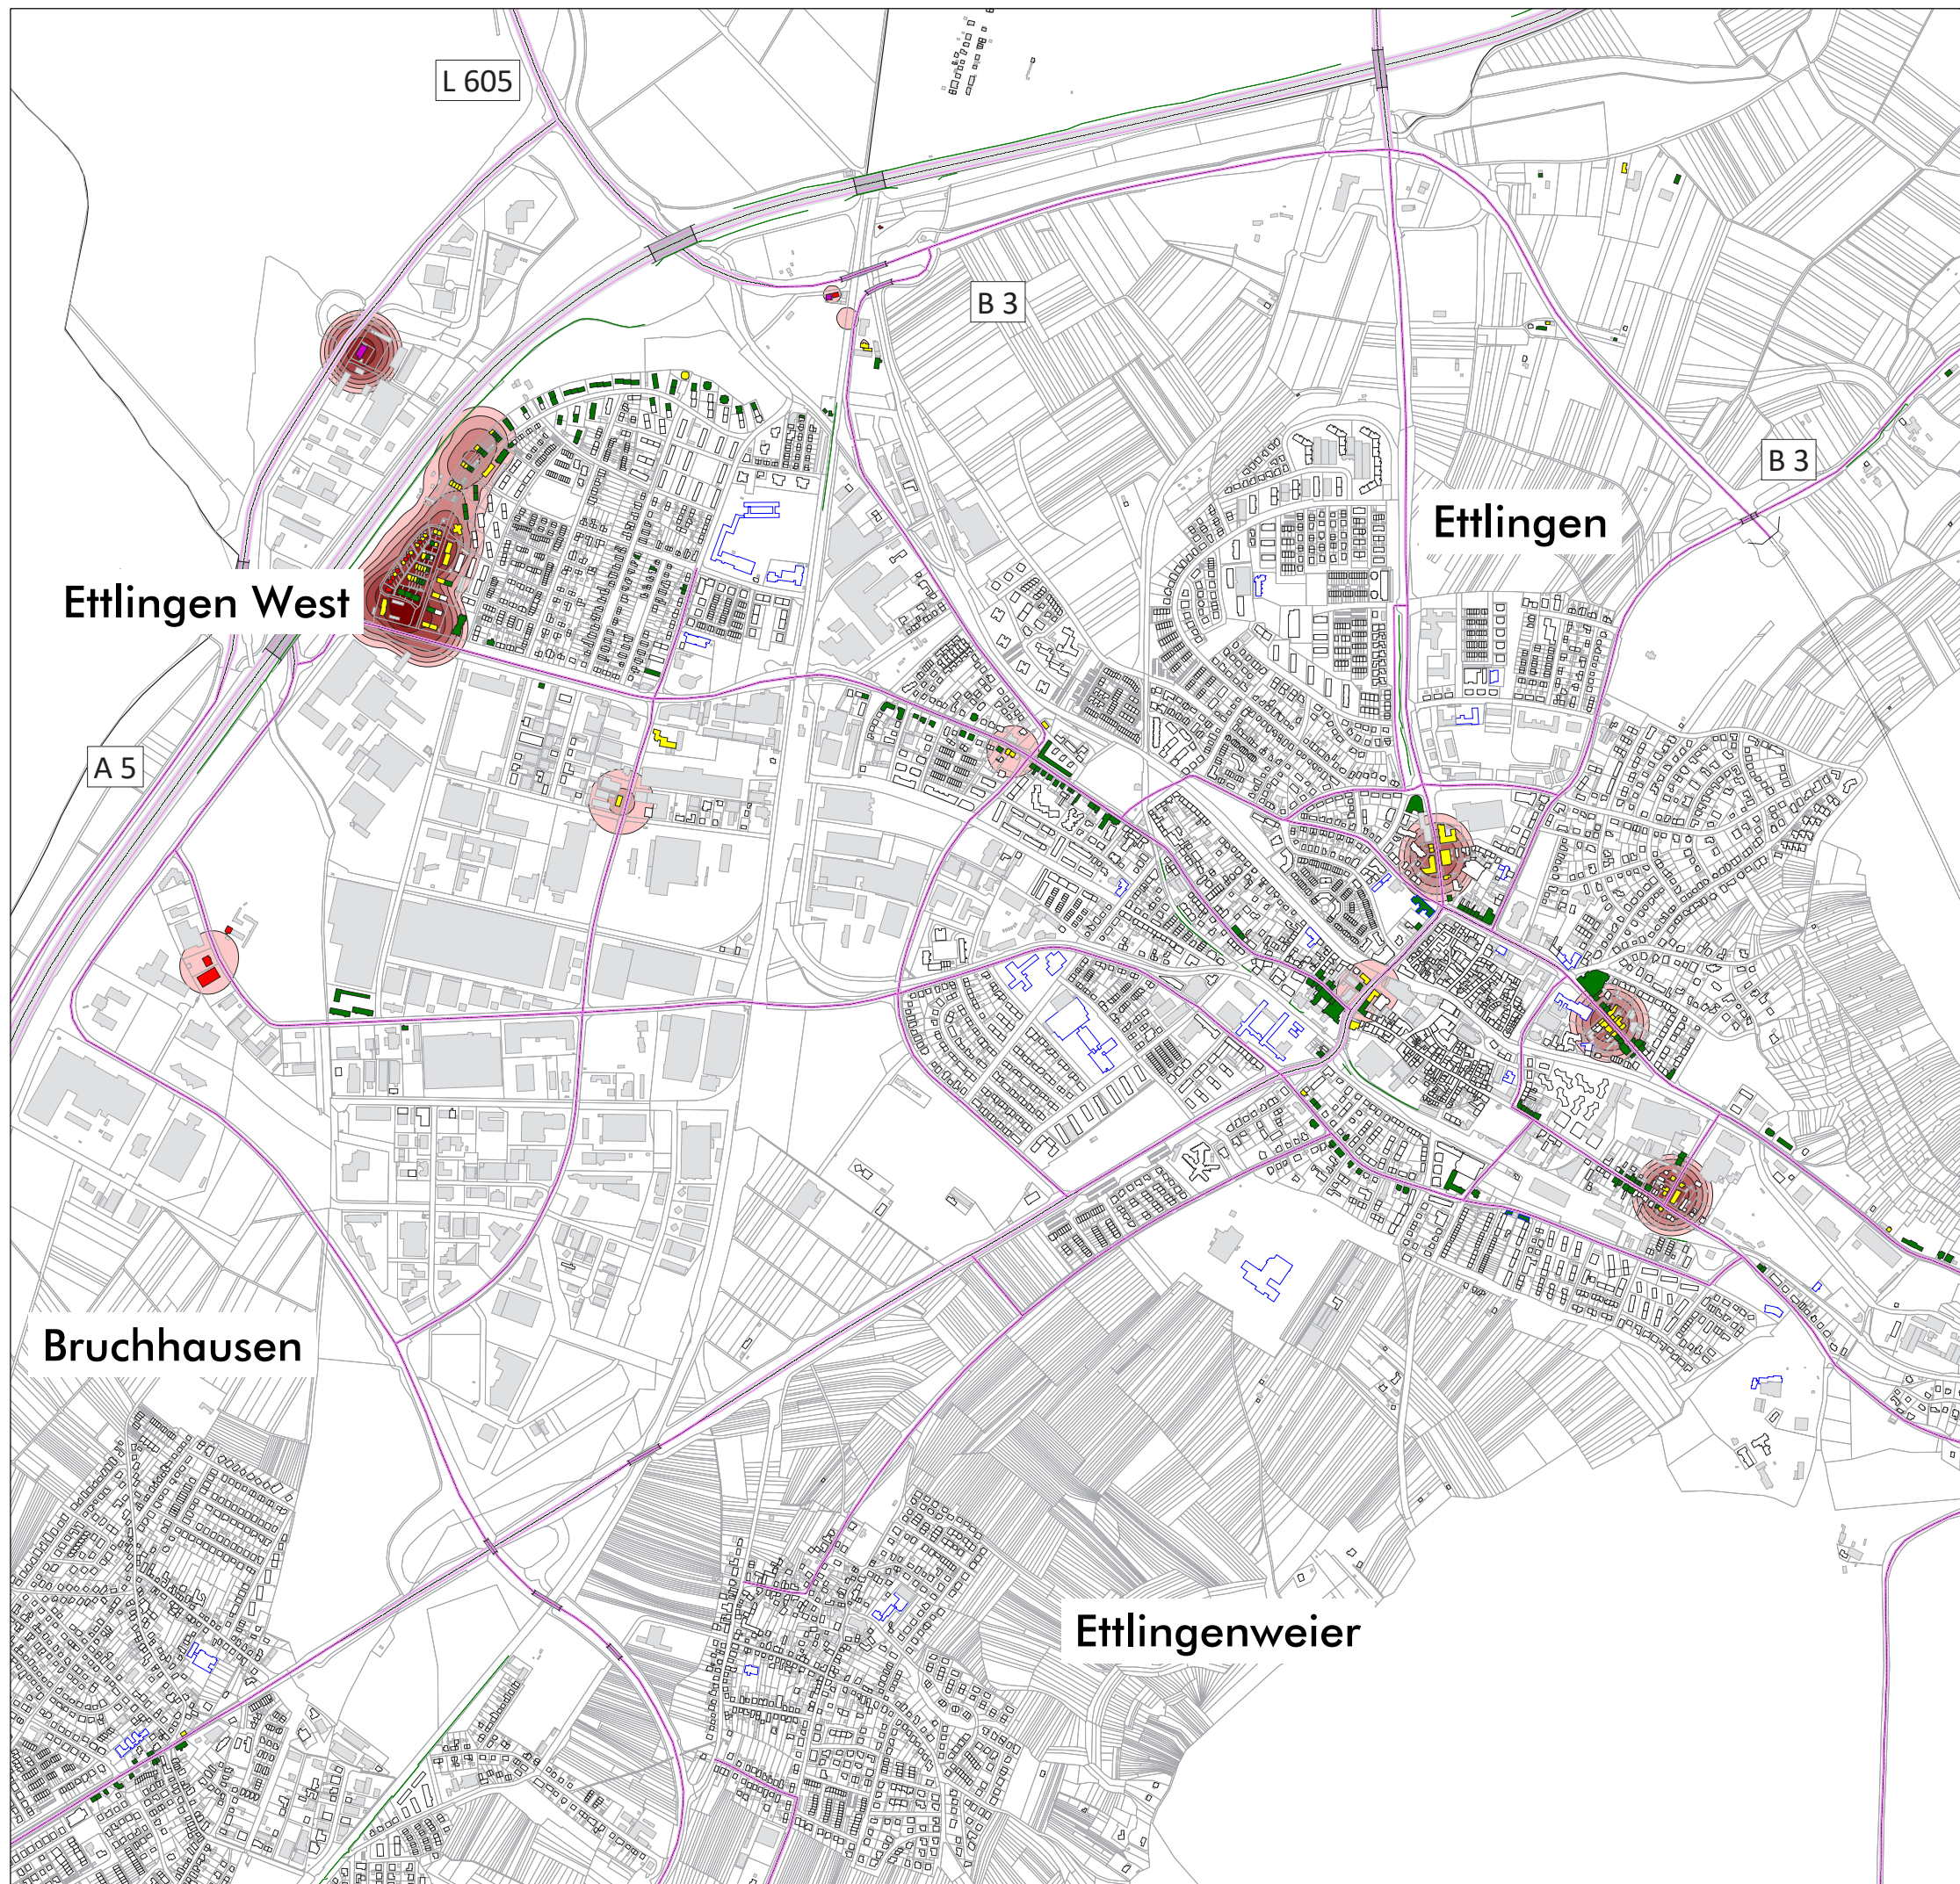 L 605
B 3
B 3
Ettlingen
Ettlingen West
A 5
Bruchhausen
Ettlingenweier